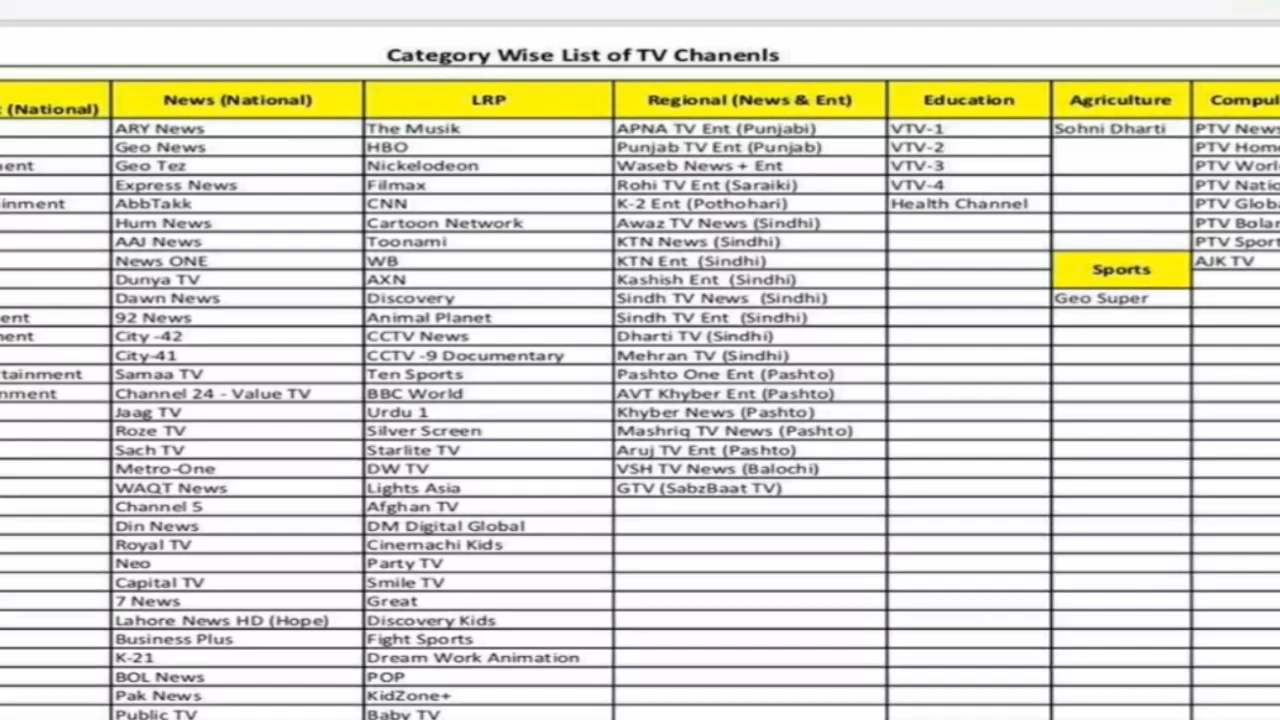 Category Wise List of TV Chanenls
(National) News (National) LRP Regional (News & Ent) Education Agriculture Compul
ARY News The Musik APNA TV Ent (Punjabi) VTV-1 Sohni Dharti PTV News
Geo News HBO Punjab TV Ent (Punjab) VTV-2 PTV Home
ent Geo Tez Nickelodeon Waseb News + Ent VTV-3 PTV Worl
Express News Filmax Rohi TV Ent (Saraiki) VTV-4 PTV Natio
inment AbbTakk CNN K-2 Ent (Pothohari) Health Channel PTV Globa
Hum News Cartoon Network Awaz TV News (Sindhi) PTV Bolan
AAJ News Toonami KTN News (Sindhi) PTV Sport
News ONE WB KTN Ent (Sindhi) Sports AJK TV
Dunya TV AXN Kashish Ent (Sindhi)
Dawn News Discovery Sindh TV News (Sindhi) Geo Super
ent 92 News Animal Planet Sindh TV Ent (Sindhi)
ent City -42 CCTV News Dharti TV (Sindhi)
City-41 CCTV -9 Documentary Mehran TV (Sindhi)
tainment Samaa TV Ten Sports Pashto One Ent (Pashto)
nment Channel 24 - Value TV BBC World AVT Khyber Ent (Pashto)
Jaag TV Urdu 1 Khyber News (Pashto)
Roze TV Silver Screen Mashriq TV News (Pashto)
Sach TV Starlite TV Aruj TV Ent (Pashto)
Metro-One DW TV VSH TV News (Balochi)
WAQT News Lights Asia GTV (SabzBaat TV)
Channel 5 Afghan TV
Din News DM Digital Global
Royal TV Cinemachi Kids
Neo Party TV
Capital TV Smile TV
7 News Great
Lahore News HD (Hope) Discovery Kids
Business Plus Fight Sports
K-21 Dream Work Animation
BOL News POP
Pak News KidZone+
Public TV Baby TV